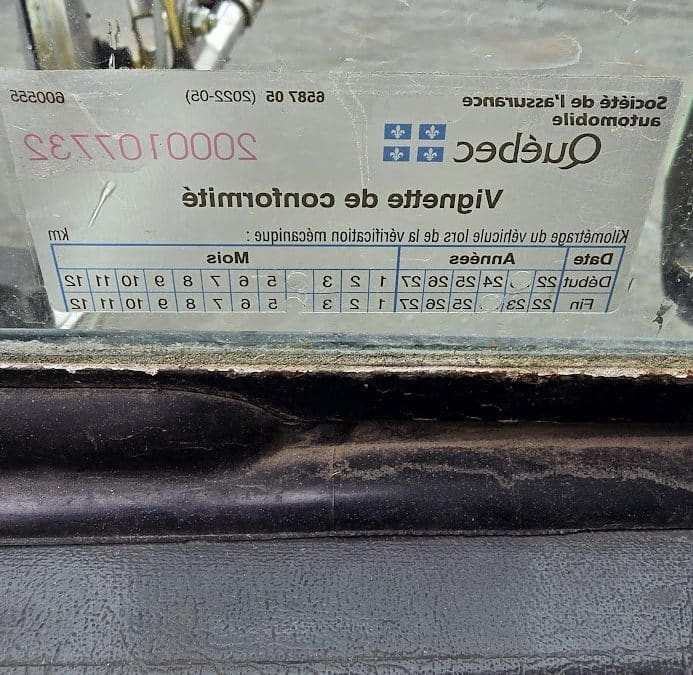 Société de l'assurance
automobile
6587 05 (2022-05)
600555
Québec
2000107732
Vignette de conformité
Kilométrage du véhicule lors de la vérification mécanique : km
Date Années Mois
Début 22 24 25 26 27 1 2 3 5 6 7 8 9 10 11 12
Fin 22 23 25 26 27 1 2 3 5 6 7 8 9 10 11 12